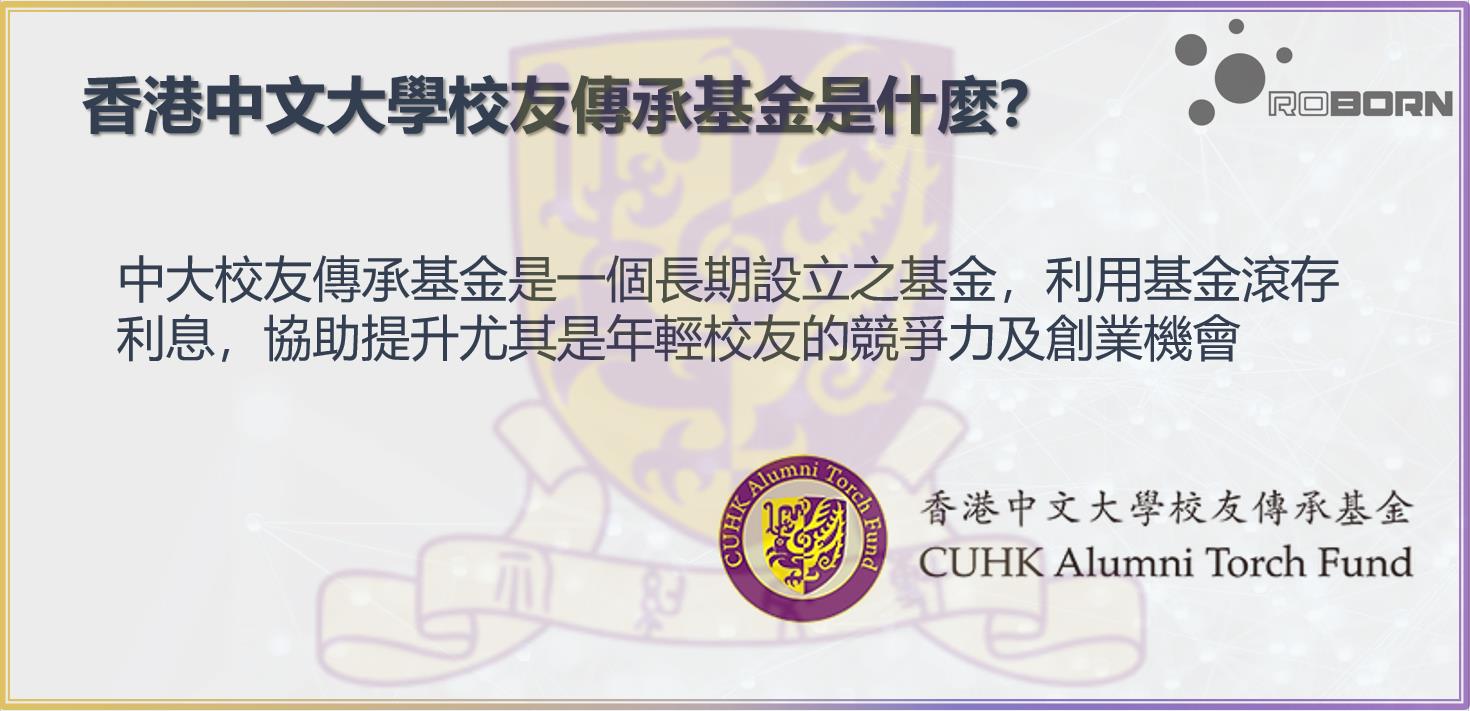 香港中文大學校友傳承基金是什麼?
ROBORN
中大校友傳承基金是一個長期設立之基金，利用基金滾存
利息，協助提升尤其是年輕校友的競爭力及創業機會
CUHK Alumni Torch Fund
香港中文大學校友傳承基金
CUHK Alumni Torch Fund